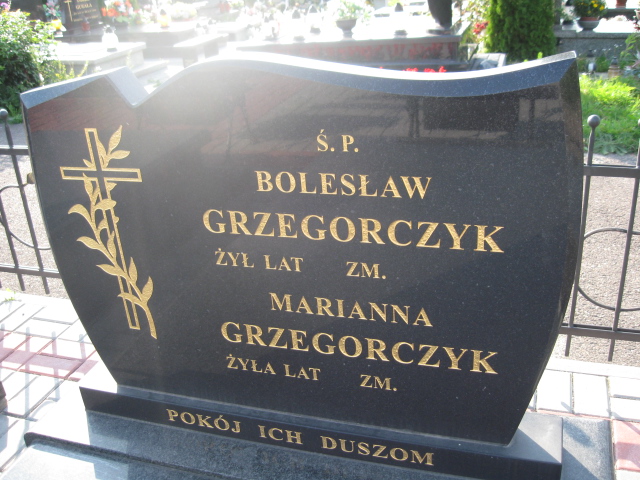 Ś. P.
BOLESŁAW
GRZEGORCZYK
ŻYŁ LAT ZM.
MARIANNA
GRZEGORCZYK
ŻYŁA LAT ZM.
POKÓJ ICH DUSZOM